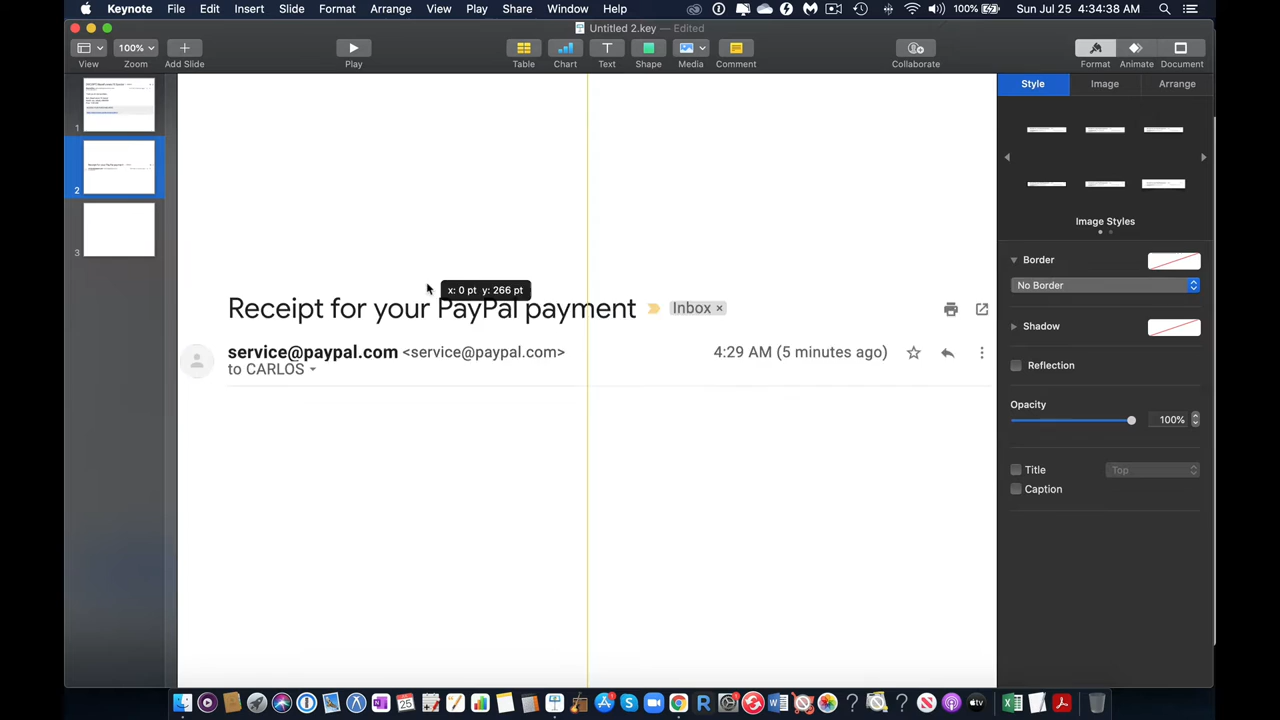 Keynote File Edit Insert Slide Format Arrange View Play Share Window Help 100% Sun Jul 25 4:34:38 AM
Untitled 2.key — Edited
100%
View Zoom Add Slide Play Table Chart Text Shape Media Comment Collaborate Format Animate Document
Style Image Arrange
1
2
3
Image Styles
Border
No Border
Shadow
Reflection
Opacity
100%
Title Top
Caption
x: 0 pt y: 266 pt
Receipt for your PayPal payment Inbox ×
service@paypal.com <service@paypal.com> 4:29 AM (5 minutes ago)
to CARLOS